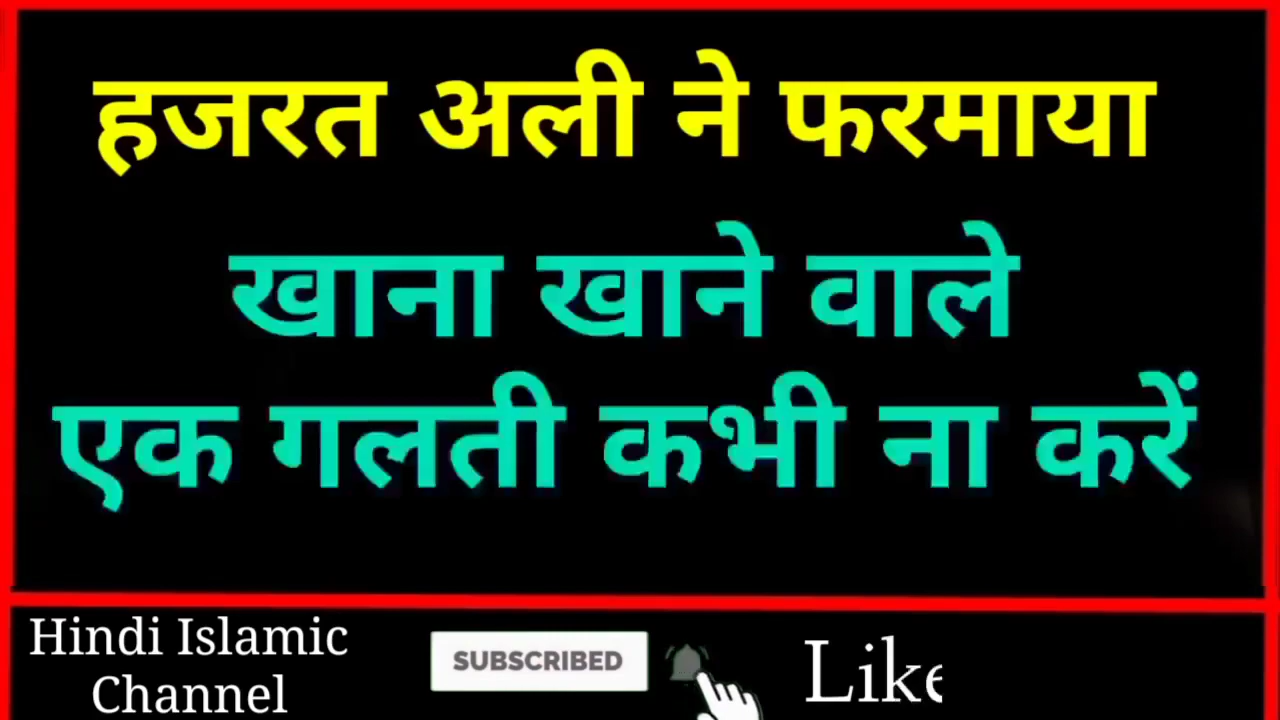 हजरत अली ने फरमाया
खाना खाने वाले
एक गलती कभी ना करें
Hindi Islamic
Channel
SUBSCRIBED
Like